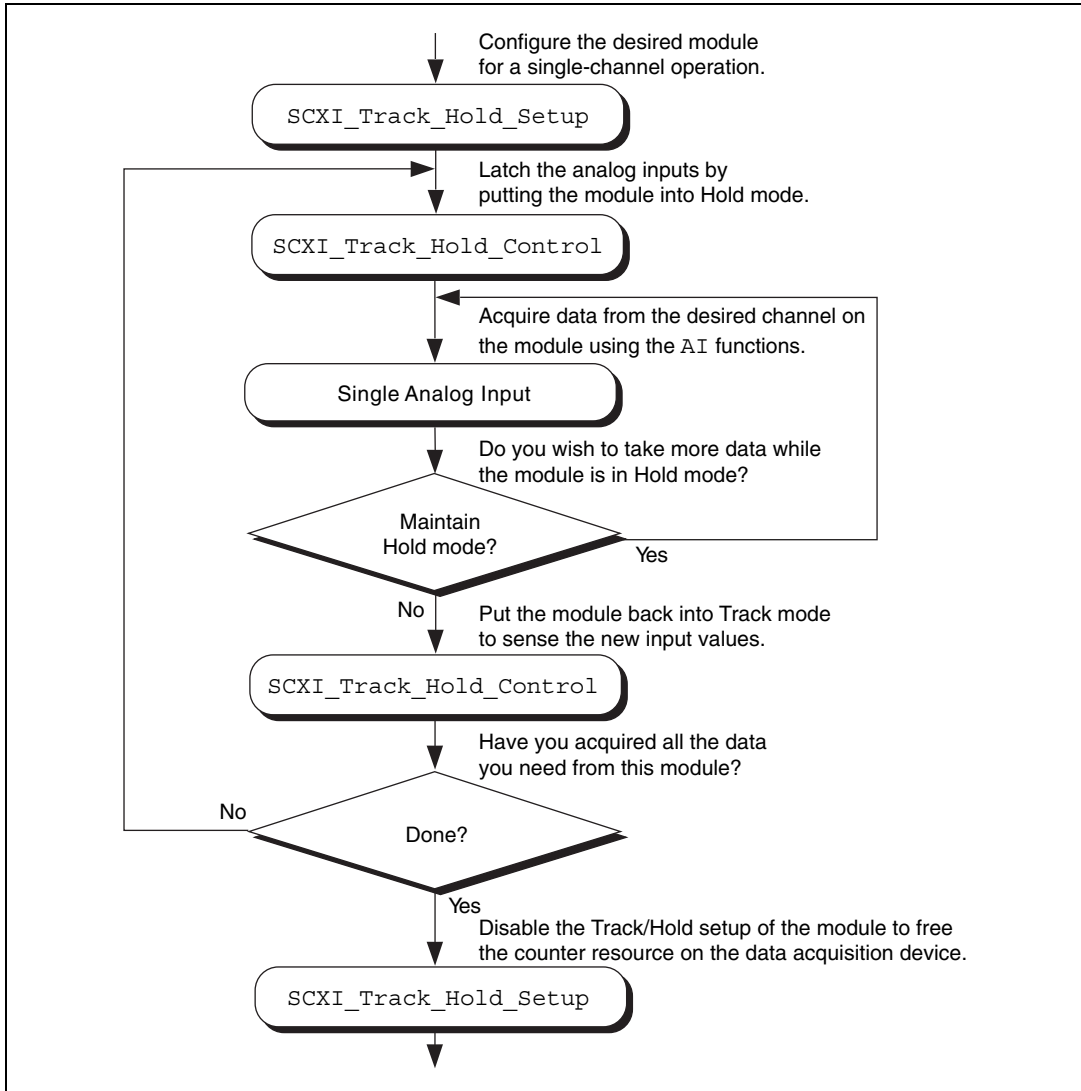 Configure the desired module
for a single-channel operation.
SCXI_Track_Hold_Setup
Latch the analog inputs by
putting the module into Hold mode.
SCXI_Track_Hold_Control
Acquire data from the desired channel on
the module using the AI functions.
Single Analog Input
Do you wish to take more data while
the module is in Hold mode?
Maintain
Hold mode?
Yes
No
Put the module back into Track mode
to sense the new input values.
SCXI_Track_Hold_Control
Have you acquired all the data
you need from this module?
No
Done?
Yes
Disable the Track/Hold setup of the module to free
the counter resource on the data acquisition device.
SCXI_Track_Hold_Setup